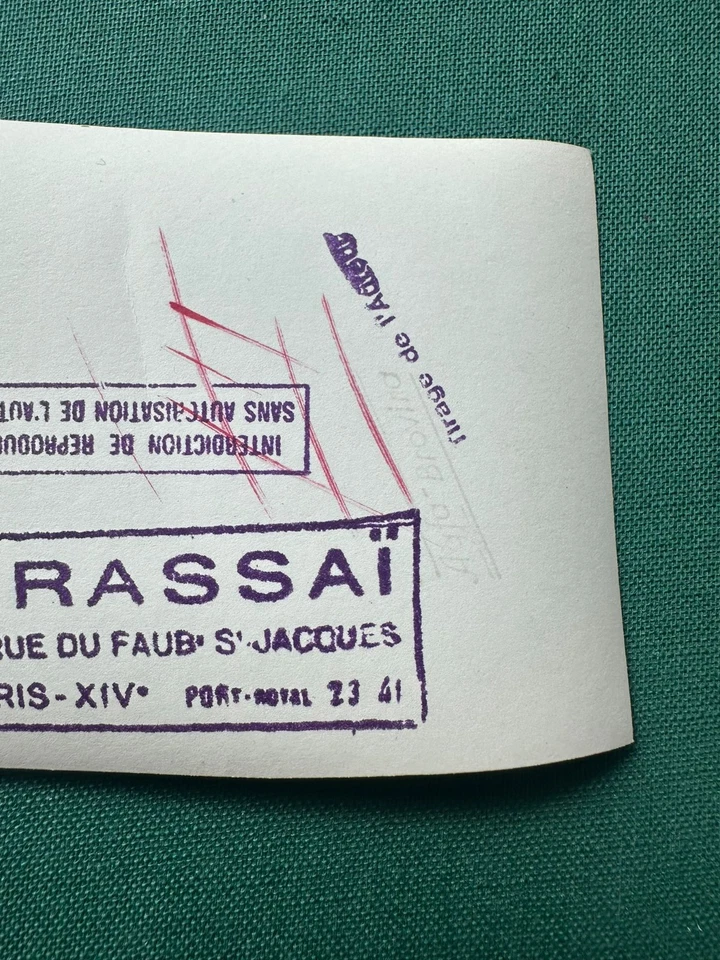 Tirage de l'Auteur
INTERDICTION DE REPRODU
SANS AUTORISATION DE L'AUT
RASSAÏ
RUE DU FAUBᵗ Sᵗ-JACQUES
RIS-XIVᵉ PORT-ROYAL 23 41